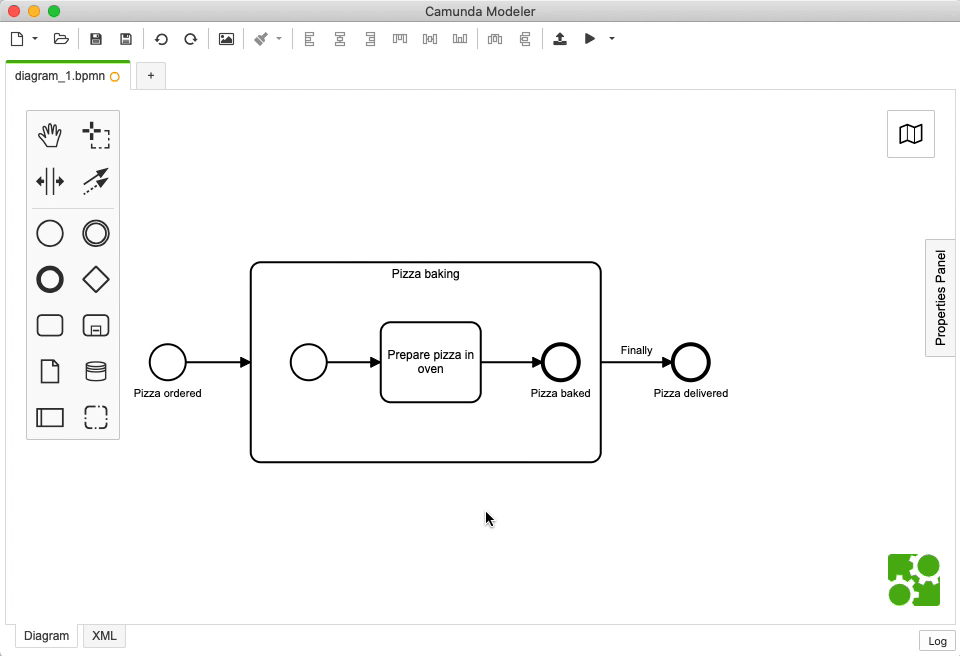 Camunda Modeler
diagram_1.bpmn
+
Properties Panel
Pizza baking
Prepare pizza in
oven
Finally
Pizza ordered
Pizza baked
Pizza delivered
Diagram
XML
Log